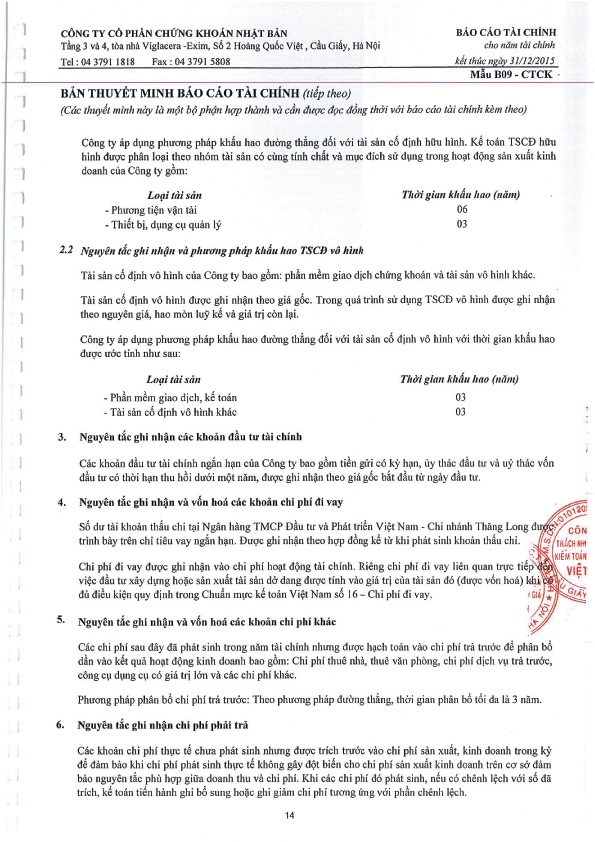 CÔNG TY CỔ PHẦN CHỨNG KHOÁN NHẬT BẢN
BÁO CÁO TÀI CHÍNH
Tầng 3 và 4, tòa nhà Viglacera -Exim, Số 2 Hoàng Quốc Việt , Cầu Giấy, Hà Nội
cho năm tài chính
Tel : 04 3791 1818 Fax : 04 3791 5808
kết thúc ngày 31/12/2015
Mẫu B09 - CTCK
BẢN THUYẾT MINH BÁO CÁO TÀI CHÍNH (tiếp theo)
(Các thuyết minh này là một bộ phận hợp thành và cần được đọc đồng thời với báo cáo tài chính kèm theo)
Công ty áp dụng phương pháp khấu hao đường thẳng đối với tài sản cố định hữu hình. Kế toán TSCĐ hữu
hình được phân loại theo nhóm tài sản có cùng tính chất và mục đích sử dụng trong hoạt động sản xuất kinh
doanh của Công ty gồm:
Loại tài sản Thời gian khấu hao (năm)
- Phương tiện vận tải 06
- Thiết bị, dụng cụ quản lý 03
2.2 Nguyên tắc ghi nhận và phương pháp khấu hao TSCĐ vô hình
Tài sản cố định vô hình của Công ty bao gồm: phần mềm giao dịch chứng khoán và tài sản vô hình khác.
Tài sản cố định vô hình được ghi nhận theo giá gốc. Trong quá trình sử dụng TSCĐ vô hình được ghi nhận
theo nguyên giá, hao mòn luỹ kế và giá trị còn lại.
Công ty áp dụng phương pháp khấu hao đường thẳng đối với tài sản cố định vô hình với thời gian khấu hao
được ước tính như sau:
Loại tài sản Thời gian khấu hao (năm)
- Phần mềm giao dịch, kế toán 03
- Tài sản cố định vô hình khác 03
3. Nguyên tắc ghi nhận các khoản đầu tư tài chính
Các khoản đầu tư tài chính ngắn hạn của Công ty bao gồm tiền gửi có kỳ hạn, ủy thác đầu tư và uỷ thác vốn
đầu tư có thời hạn thu hồi dưới một năm, được ghi nhận theo giá gốc bắt đầu từ ngày đầu tư.
4. Nguyên tắc ghi nhận và vốn hoá các khoản chi phí đi vay
Số dư tài khoản thấu chi tại Ngân hàng TMCP Đầu tư và Phát triển Việt Nam - Chi nhánh Thăng Long được
trình bày trên chỉ tiêu vay ngắn hạn. Được ghi nhận theo hợp đồng kể từ khi phát sinh khoản thấu chi.
Chi phí đi vay được ghi nhận vào chi phí hoạt động tài chính. Riêng chi phí đi vay liên quan trực tiếp đến
việc đầu tư xây dựng hoặc sản xuất tài sản dở dang được tính vào giá trị của tài sản đó (được vốn hoá) khi có
đủ điều kiện quy định trong Chuẩn mực kế toán Việt Nam số 16 – Chi phí đi vay.
5. Nguyên tắc ghi nhận và vốn hoá các khoản chi phí khác
Các chi phí sau đây đã phát sinh trong năm tài chính nhưng được hạch toán vào chi phí trả trước để phân bổ
dần vào kết quả hoạt động kinh doanh bao gồm: Chi phí thuê nhà, thuê văn phòng, chi phí dịch vụ trả trước,
công cụ dụng cụ có giá trị lớn và các chi phí khác.
Phương pháp phân bổ chi phí trả trước: Theo phương pháp đường thẳng, thời gian phân bổ tối đa là 3 năm.
6. Nguyên tắc ghi nhận chi phí phải trả
Các khoản chi phí thực tế chưa phát sinh nhưng được trích trước vào chi phí sản xuất, kinh doanh trong kỳ
để đảm bảo khi chi phí phát sinh thực tế không gây đột biến cho chi phí sản xuất kinh doanh trên cơ sở đảm
bảo nguyên tắc phù hợp giữa doanh thu và chi phí. Khi các chi phí đó phát sinh, nếu có chênh lệch với số đã
trích, kế toán tiến hành ghi bổ sung hoặc ghi giảm chi phí tương ứng với phần chênh lệch.
14
CÔN
TRÁCH NH
KIỂM TOÁN
VIỆT